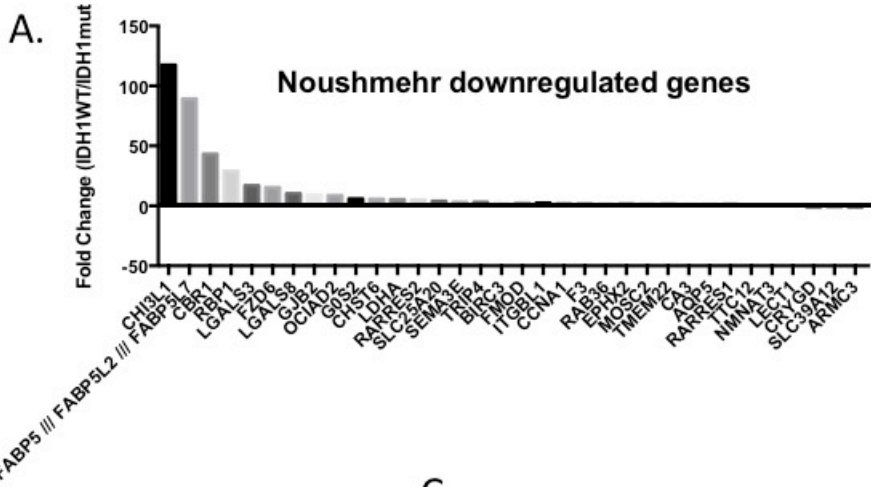 A.
Fold Change (IDH1WT/IDH1mut
150
100
50
0
-50
Noushmehr downregulated genes
CHI3L1
FABP5 /// FABP5L2 /// FABP5L7
CBR1
RBP1
LGALS3
FZD6
LGALS8
GJB2
OCIAD2
G0S2
CHST6
LDHA
RARRES2
SLC25A20
SEMA3E
TRIP4
BIRC3
FMOD
ITGBL1
CCNA1
F3
RAB36
EPHX2
MOSC2
TMEM22
CA3
AQP5
RARRES1
TTC12
NMNAT3
LECT1
CRYGD
SLC39A12
ARMC3